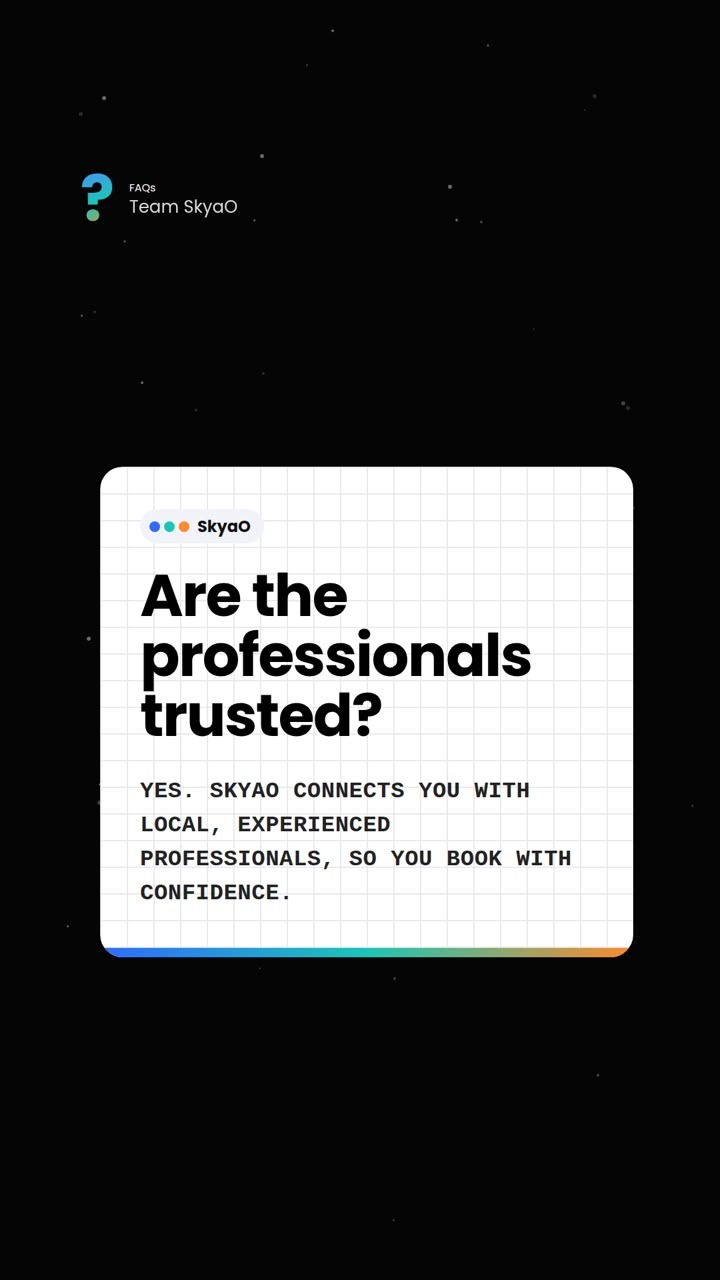 ?
FAQs
Team SkyaO
SkyaO
Are the
professionals
trusted?
YES. SKYAO CONNECTS YOU WITH
LOCAL, EXPERIENCED
PROFESSIONALS, SO YOU BOOK WITH
CONFIDENCE.